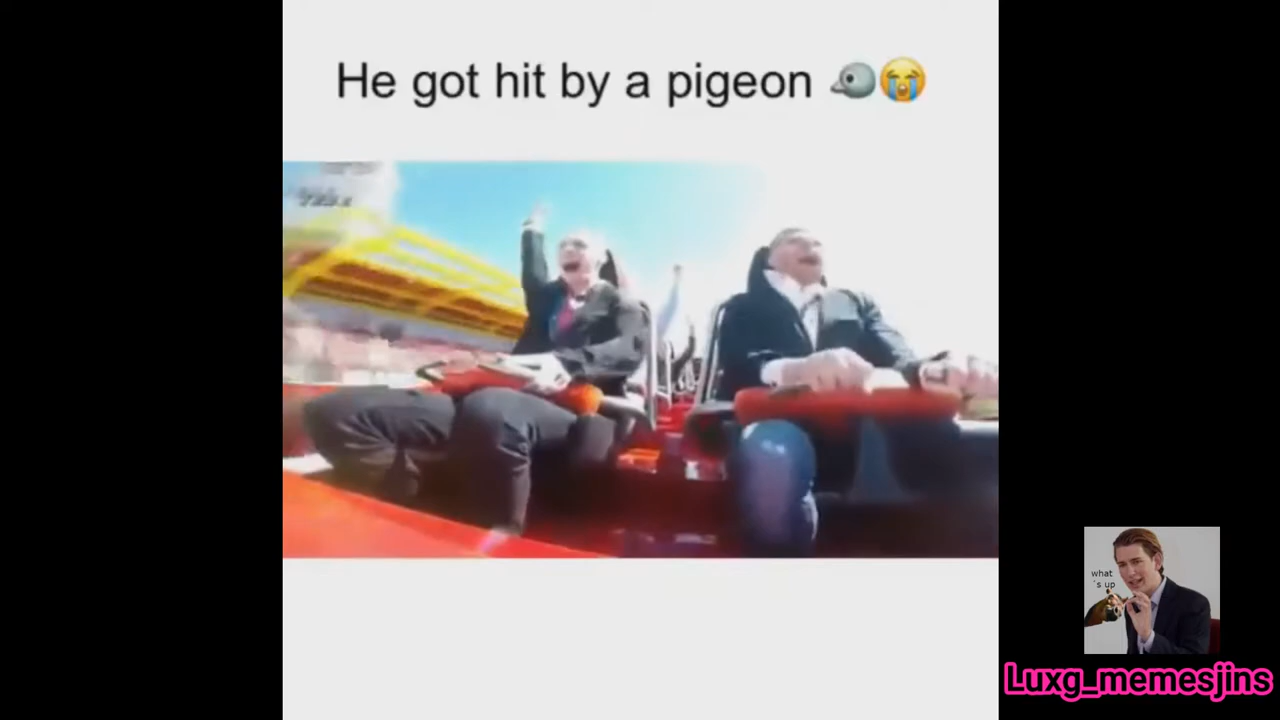 He got hit by a pigeon 🐦😭
what
's up
Luxg_memesjins